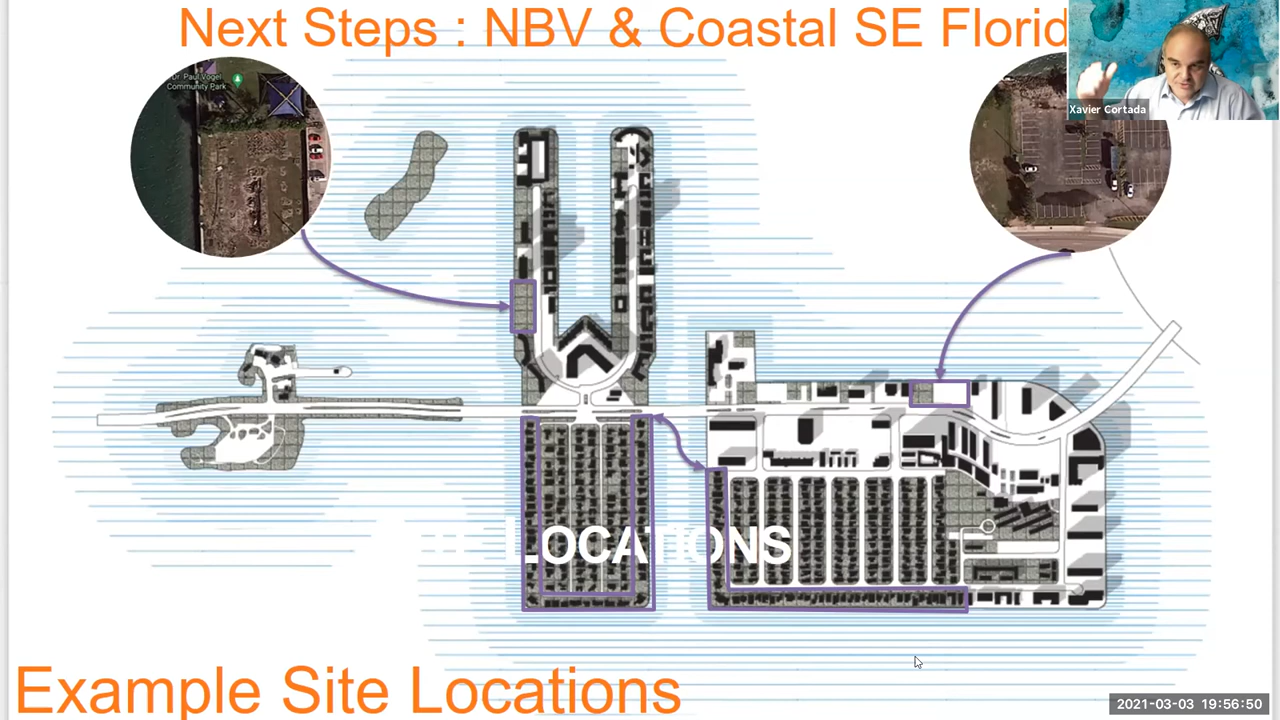 Next Steps : NBV & Coastal SE Florid
Dr. Paul Vogel
Community Park
Xavier Cortada
LOCATIONS
Example Site Locations
2021-03-03 19:56:50